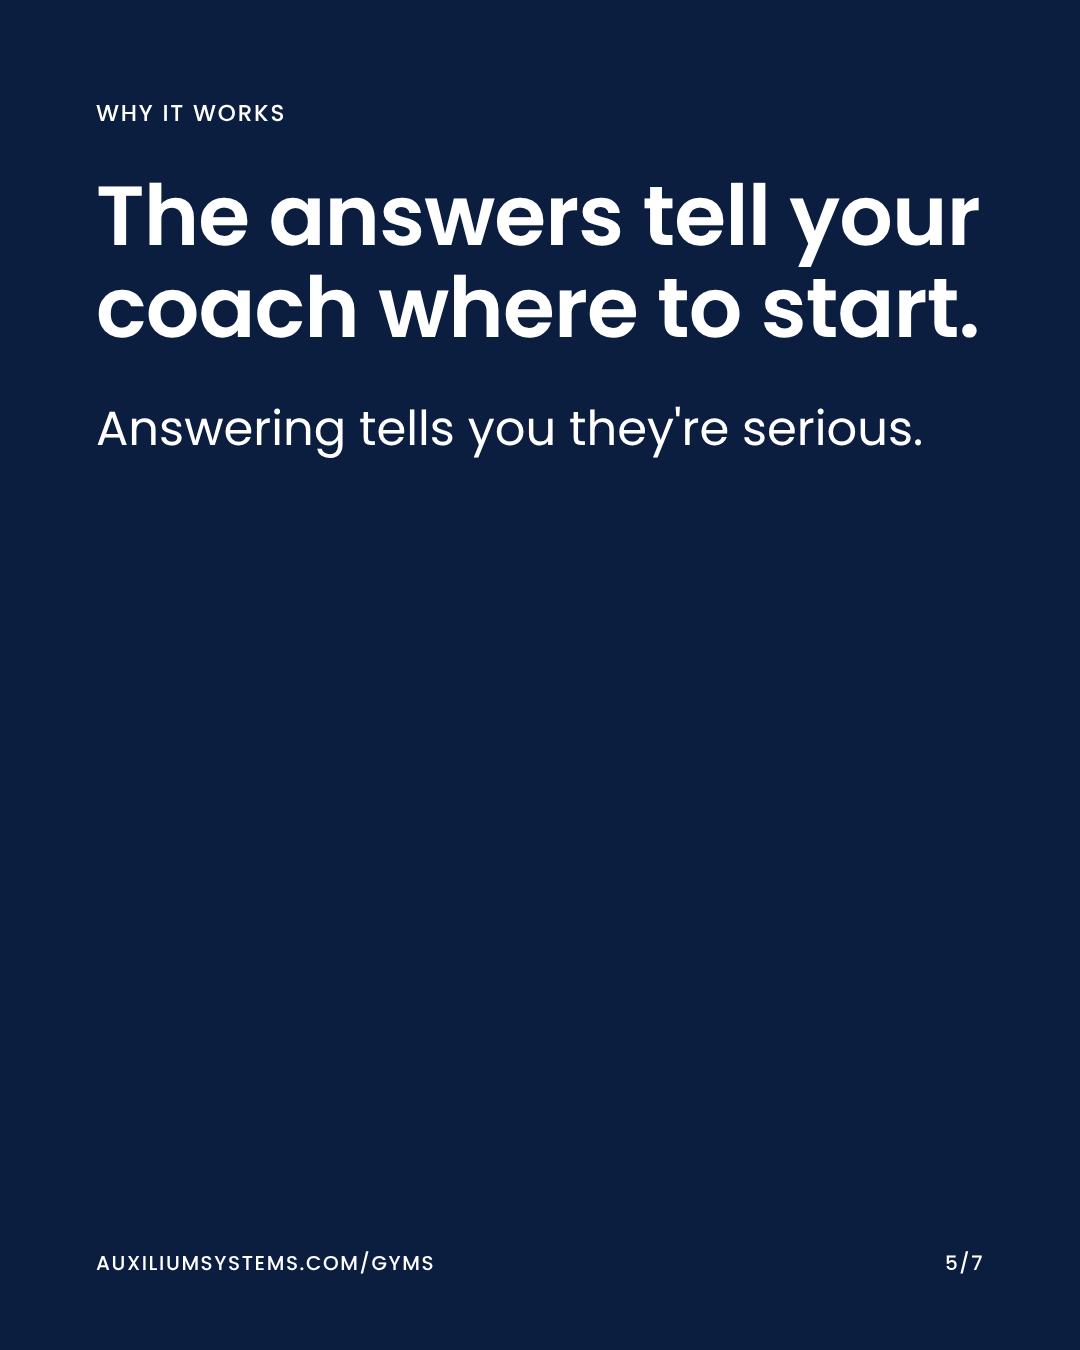 WHY IT WORKS
The answers tell your
coach where to start.
Answering tells you they're serious.
AUXILIUMSYSTEMS.COM/GYMS
5/7